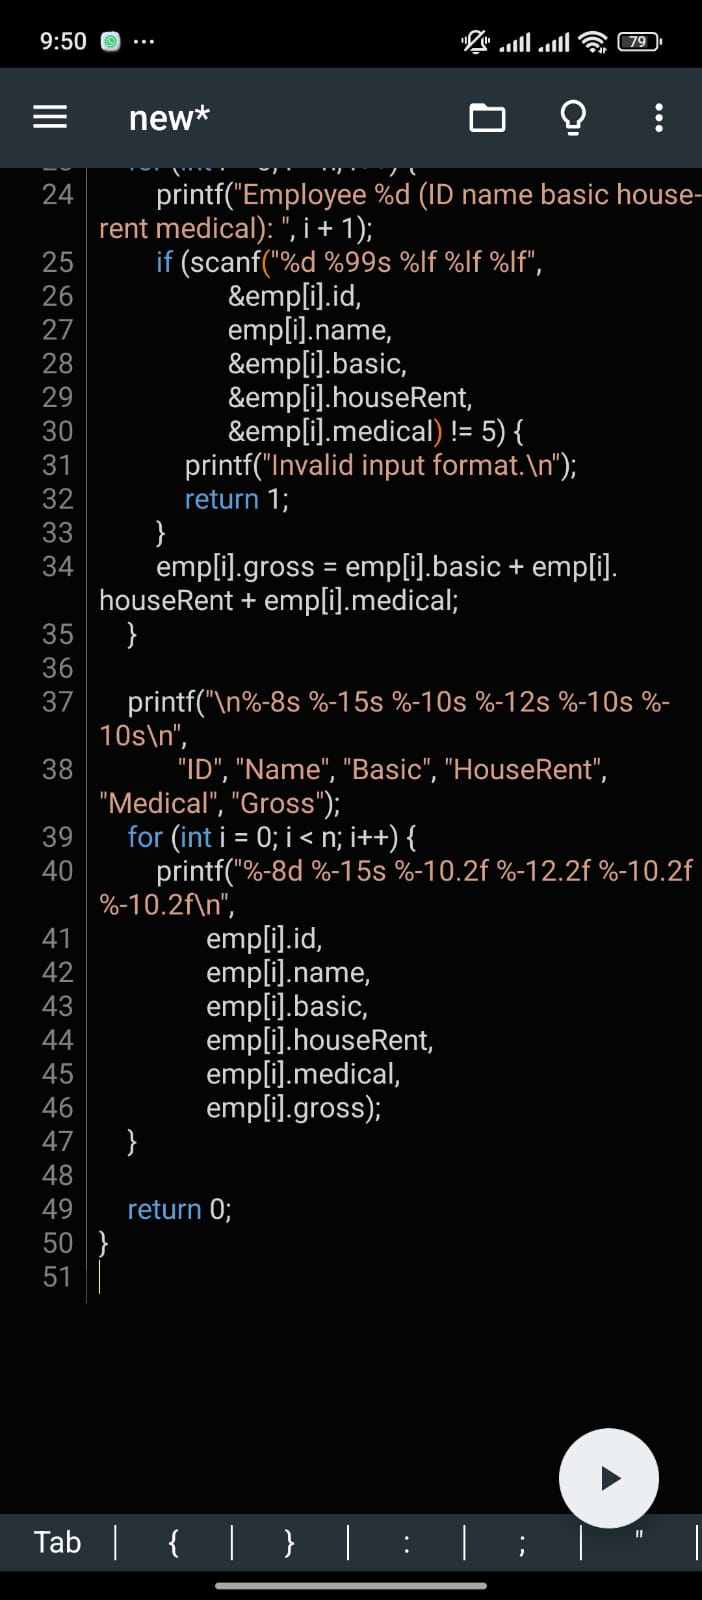 9:50 ... 79
new*
24 printf("Employee %d (ID name basic house-
rent medical): ", i + 1);
25 if (scanf("%d %99s %lf %lf %lf",
26 &emp[i].id,
27 emp[i].name,
28 &emp[i].basic,
29 &emp[i].houseRent,
30 &emp[i].medical) != 5) {
31 printf("Invalid input format.\n");
32 return 1;
33 }
34 emp[i].gross = emp[i].basic + emp[i].
houseRent + emp[i].medical;
35 }
36
37 printf("\n%-8s %-15s %-10s %-12s %-10s %-
10s\n",
38 "ID", "Name", "Basic", "HouseRent",
"Medical", "Gross");
39 for (int i = 0; i < n; i++) {
40 printf("%-8d %-15s %-10.2f %-12.2f %-10.2f
%-10.2f\n",
41 emp[i].id,
42 emp[i].name,
43 emp[i].basic,
44 emp[i].houseRent,
45 emp[i].medical,
46 emp[i].gross);
47 }
48
49 return 0;
50 }
51
Tab | { | } | : | ; | " |